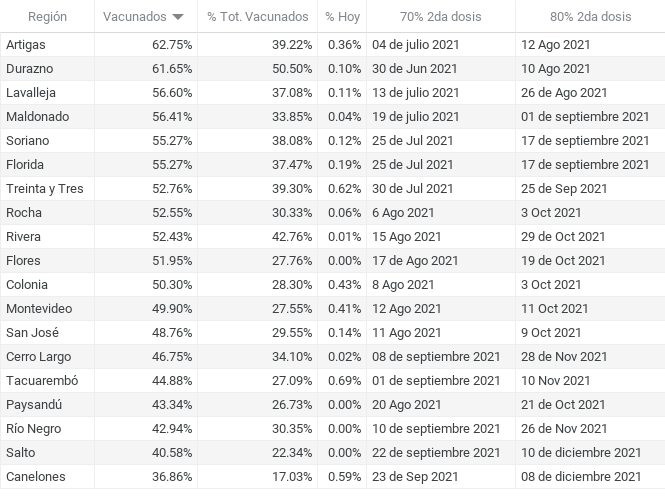 Región Vacunados % Tot. Vacunados % Hoy 70% 2da dosis 80% 2da dosis
Artigas 62.75% 39.22% 0.36% 04 de julio 2021 12 Ago 2021
Durazno 61.65% 50.50% 0.10% 30 de Jun 2021 10 Ago 2021
Lavalleja 56.60% 37.08% 0.11% 13 de julio 2021 26 de Ago 2021
Maldonado 56.41% 33.85% 0.04% 19 de julio 2021 01 de septiembre 2021
Soriano 55.27% 38.08% 0.12% 25 de Jul 2021 17 de septiembre 2021
Florida 55.27% 37.47% 0.19% 25 de Jul 2021 17 de septiembre 2021
Treinta y Tres 52.76% 39.30% 0.62% 30 de Jul 2021 25 de Sep 2021
Rocha 52.55% 30.33% 0.06% 6 Ago 2021 3 Oct 2021
Rivera 52.43% 42.76% 0.01% 15 Ago 2021 29 de Oct 2021
Flores 51.95% 27.76% 0.00% 17 de Ago 2021 19 de Oct 2021
Colonia 50.30% 28.30% 0.43% 8 Ago 2021 3 Oct 2021
Montevideo 49.90% 27.55% 0.41% 12 Ago 2021 11 Oct 2021
San José 48.76% 29.55% 0.14% 11 Ago 2021 9 Oct 2021
Cerro Largo 46.75% 34.10% 0.02% 08 de septiembre 2021 28 de Nov 2021
Tacuarembó 44.88% 27.09% 0.69% 01 de septiembre 2021 10 Nov 2021
Paysandú 43.34% 26.73% 0.00% 20 Ago 2021 21 de Oct 2021
Río Negro 42.94% 30.35% 0.00% 10 de septiembre 2021 26 de Nov 2021
Salto 40.58% 22.34% 0.00% 22 de septiembre 2021 10 de diciembre 2021
Canelones 36.86% 17.03% 0.59% 23 de Sep 2021 08 de diciembre 2021